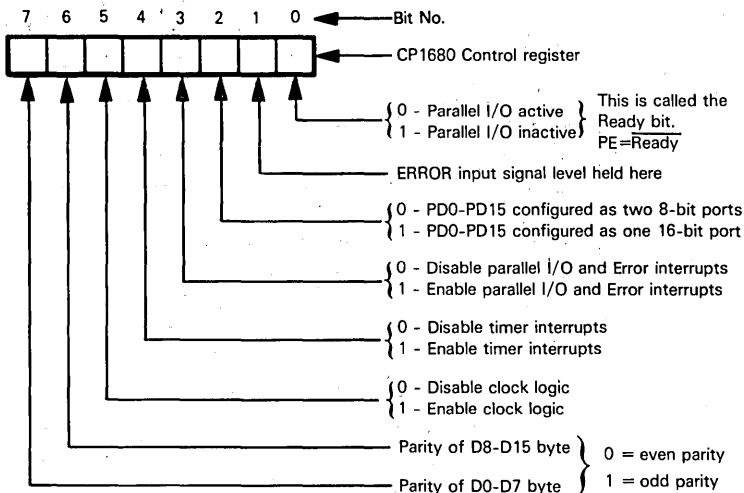 7 6 5 4 3 2 1 0 Bit No.
CP1680 Control register
0 - Parallel I/O active
1 - Parallel I/O inactive
This is called the
Ready bit.
PE=Ready
ERROR input signal level held here
0 - PD0-PD15 configured as two 8-bit ports
1 - PD0-PD15 configured as one 16-bit port
0 - Disable parallel I/O and Error interrupts
1 - Enable parallel I/O and Error interrupts
0 - Disable timer interrupts
1 - Enable timer interrupts
0 - Disable clock logic
1 - Enable clock logic
Parity of D8-D15 byte
Parity of D0-D7 byte
0 = even parity
1 = odd parity